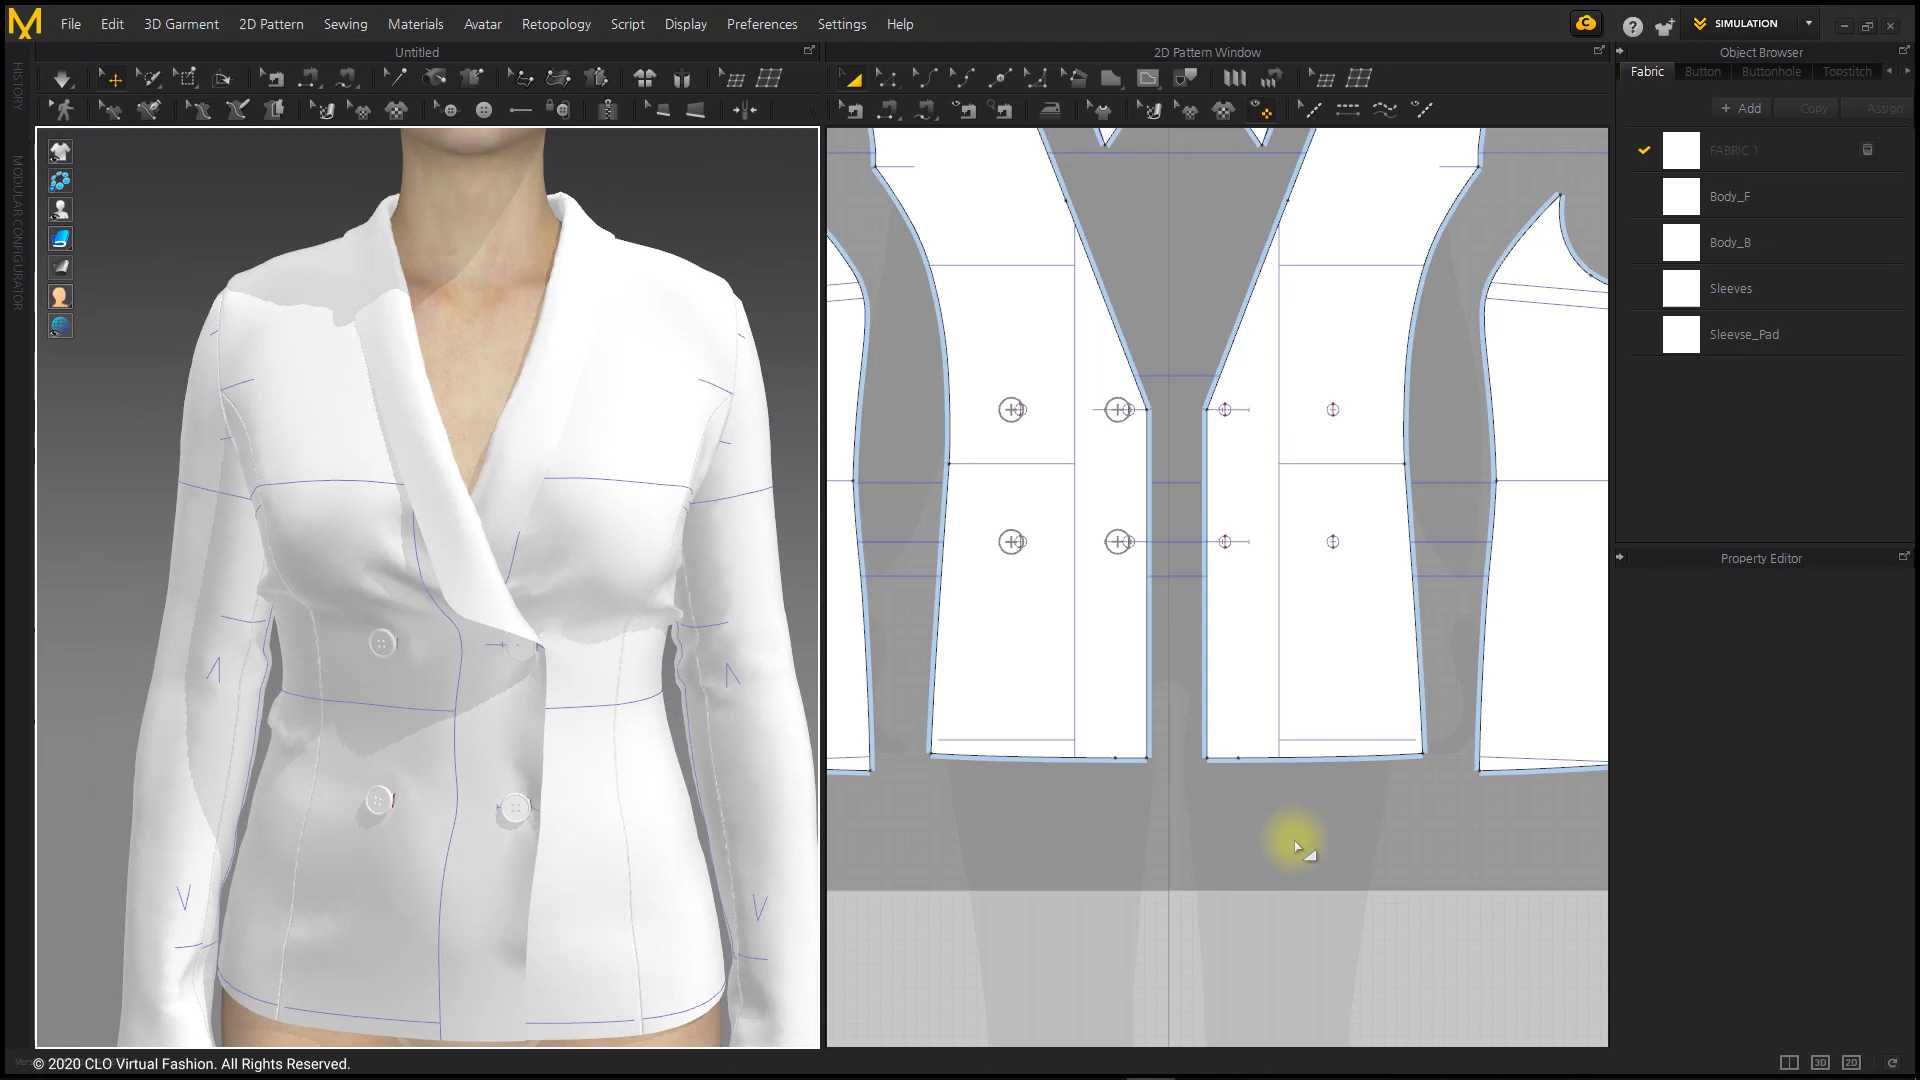 File Edit 3D Garment 2D Pattern Sewing Materials Avatar Retopology Script Display Preferences Settings Help
SIMULATION
Untitled
2D Pattern Window
Object Browser
Fabric Button Buttonhole Topstitch
+ Add Copy Assign
FABRIC 1
Body_F
Body_B
Sleeves
Sleevse_Pad
Property Editor
HISTORY
MODULAR CONFIGURATOR
© 2020 CLO Virtual Fashion. All Rights Reserved.
3D 2D